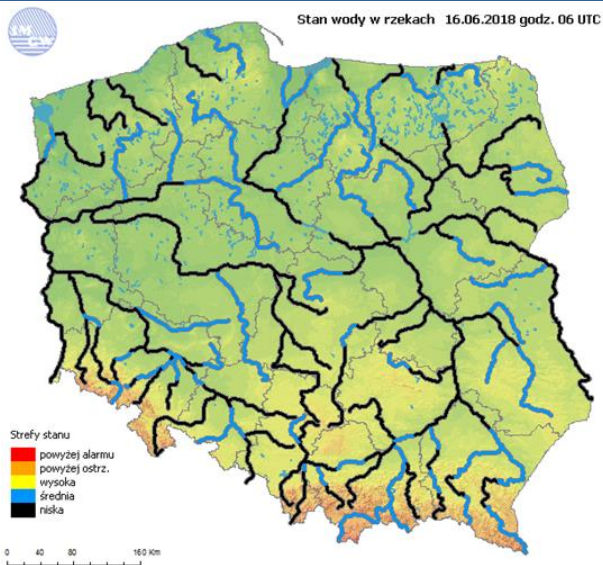 Stan wody w rzekach 16.06.2018 godz. 06 UTC
Strefy stanu
powyżej alarmu
powyżej ostrz.
wysoka
średnia
niska
0 40 80 160 Km